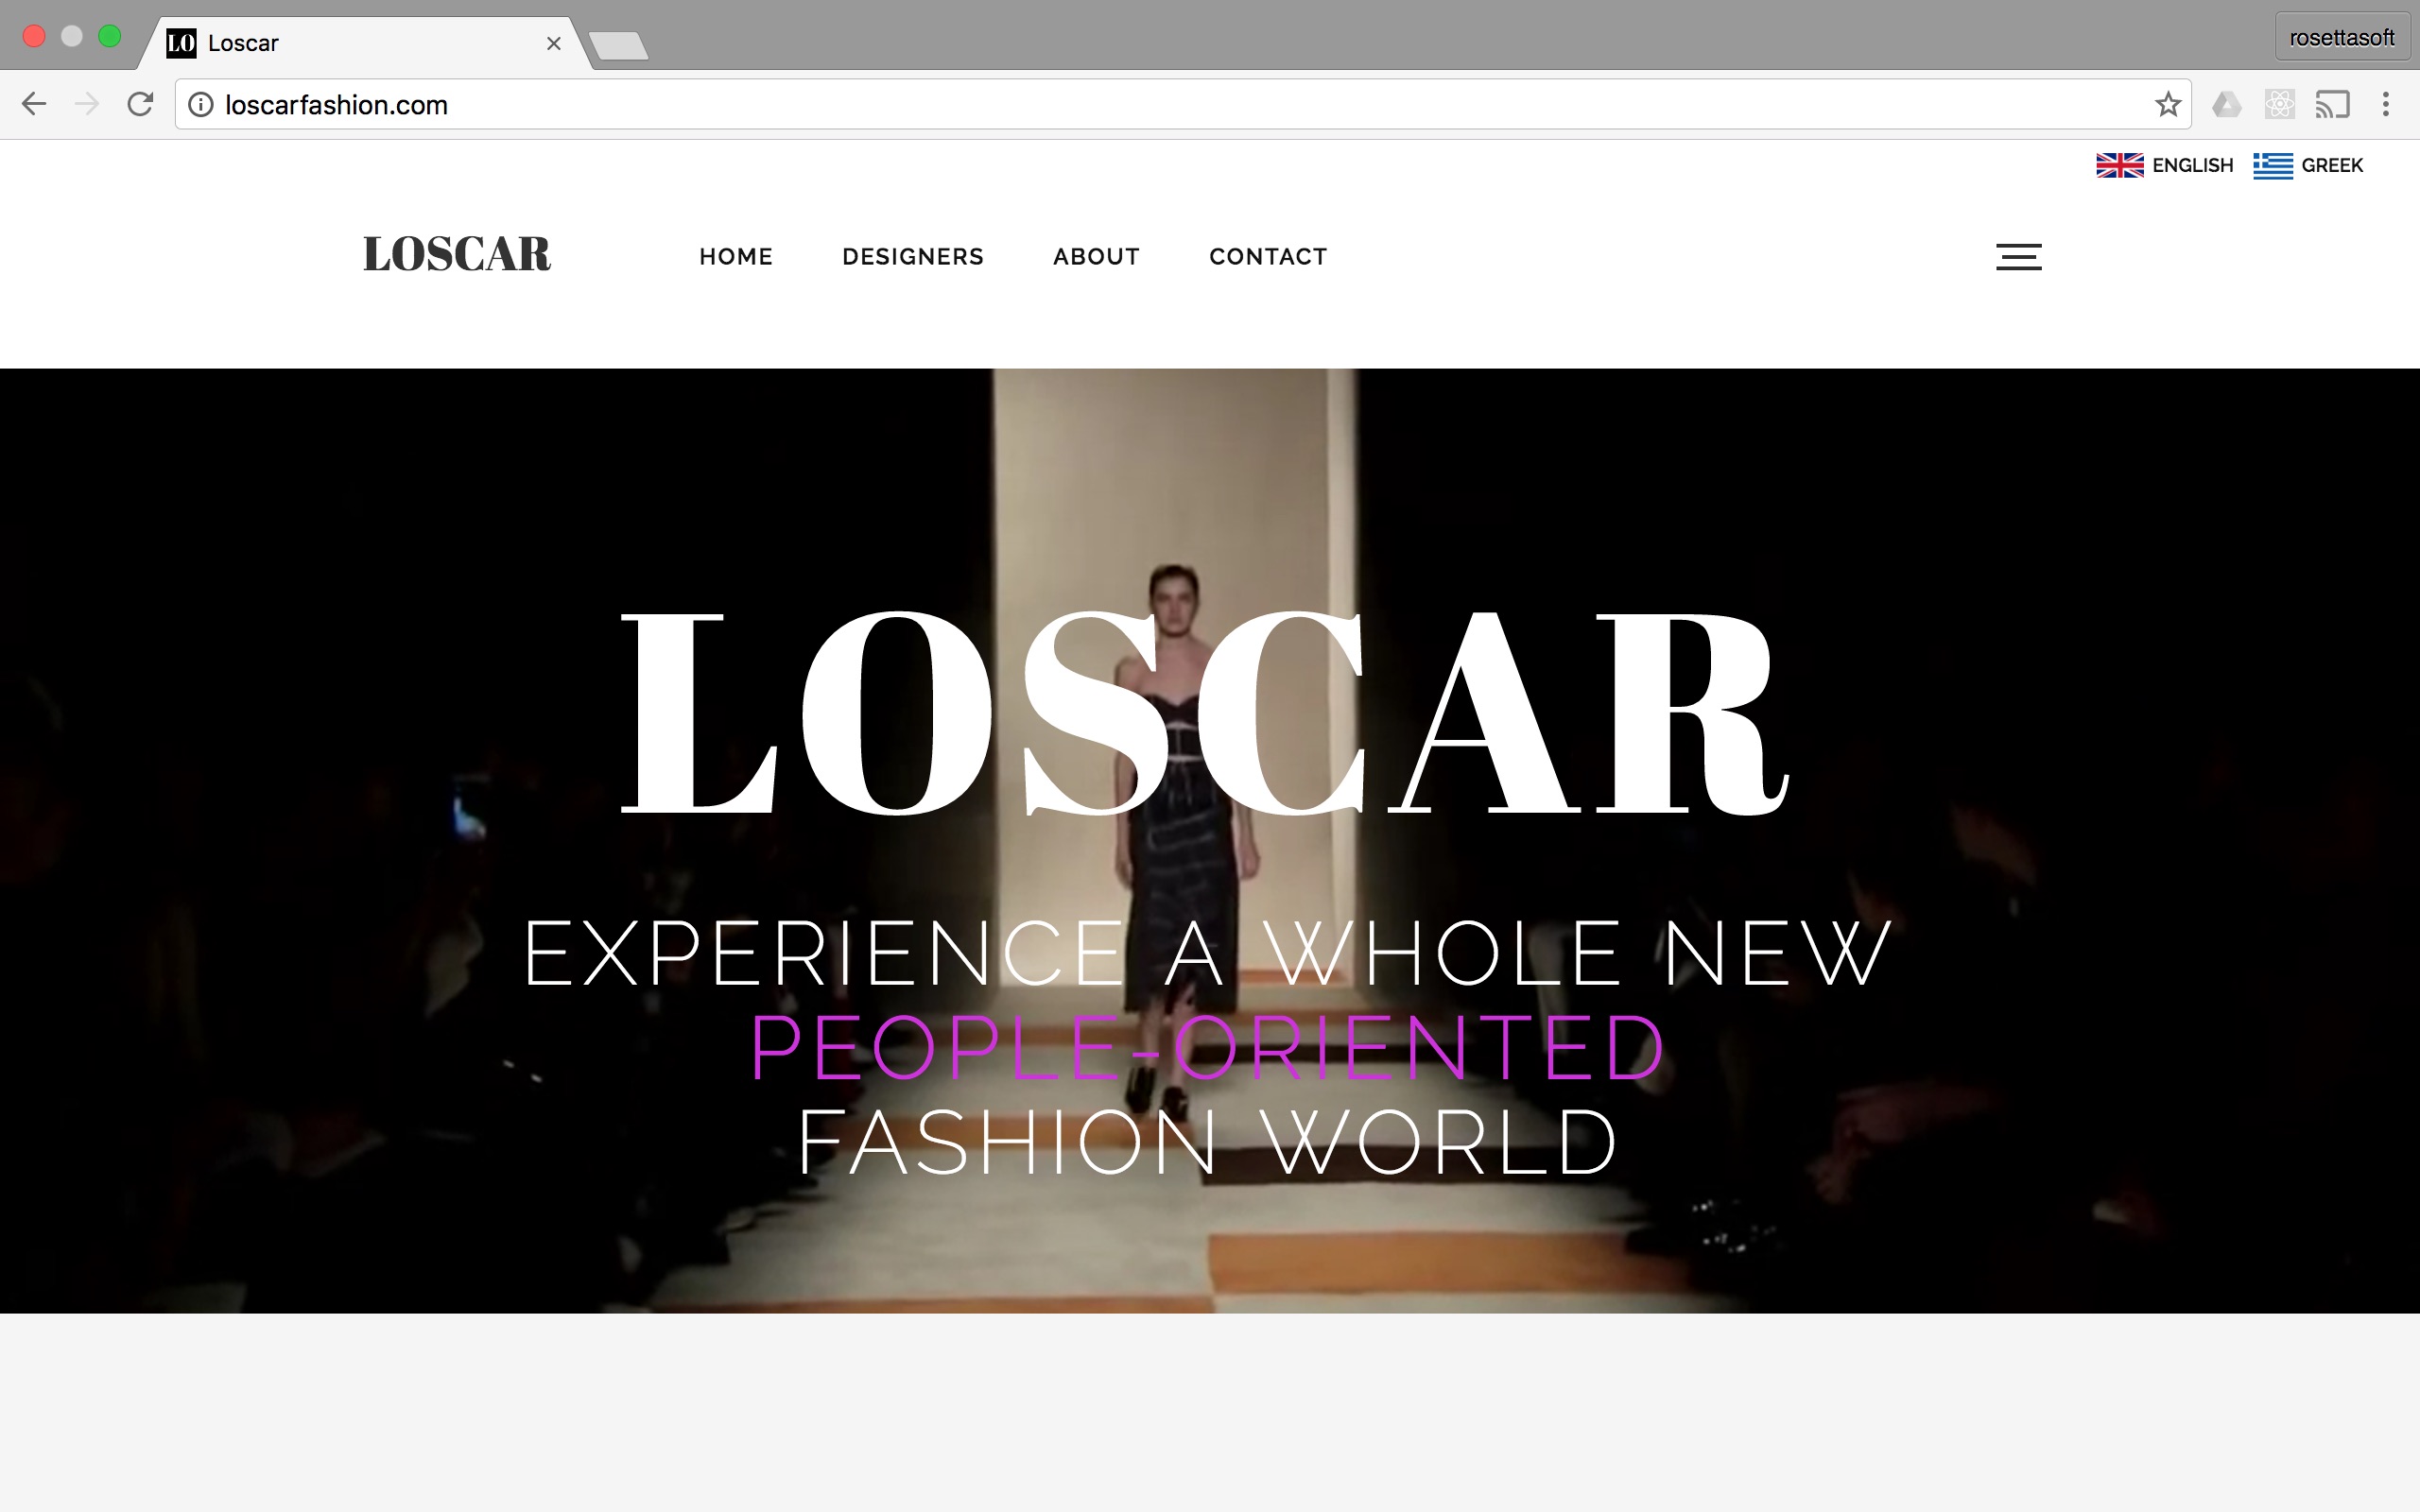 LO Loscar
rosettasoft
loscarfashion.com
ENGLISH GREEK
LOSCAR HOME DESIGNERS ABOUT CONTACT
LOSCAR
EXPERIENCE A WHOLE NEW
PEOPLE-ORIENTED
FASHION WORLD